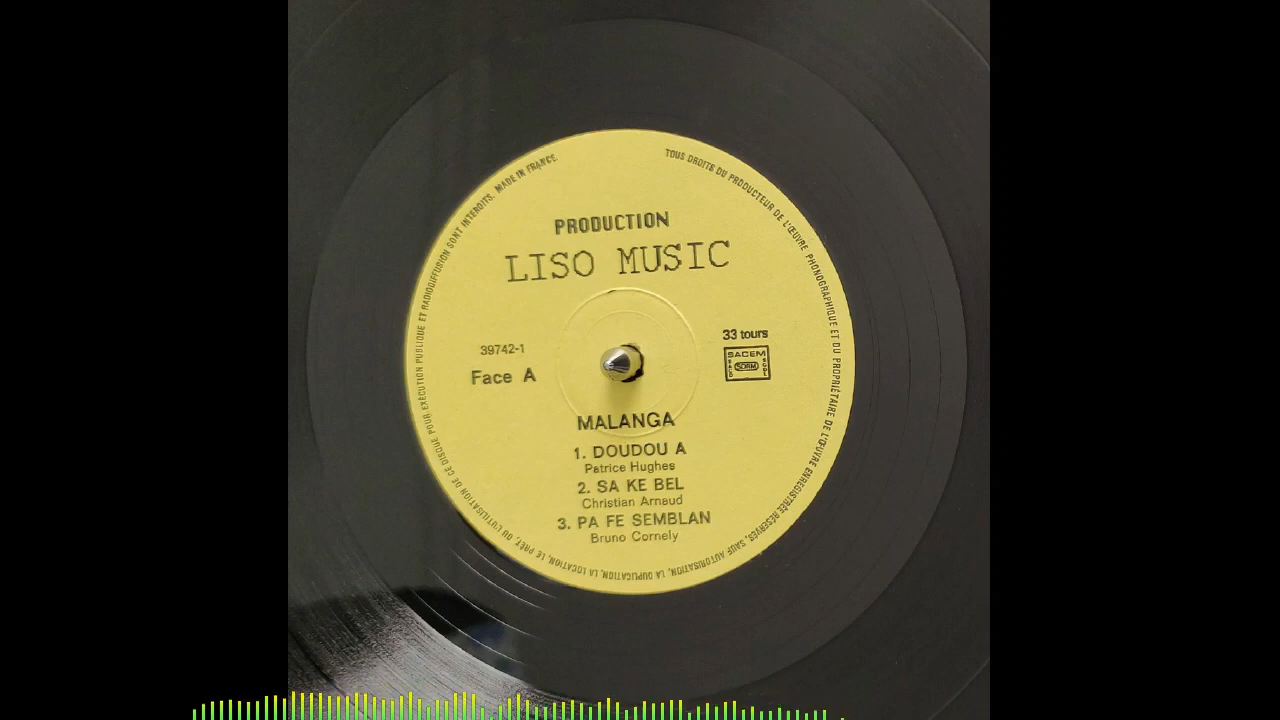 TOUS DROITS DU PRODUCTEUR DE L'ŒUVRE PHONOGRAPHIQUE ET DU PROPRIÉTAIRE DE L'ŒUVRE ENREGISTRÉE RÉSERVÉS. SAUF AUTORISATION, LA DUPLICATION, LA LOCATION, LE PRÊT, OU L'UTILISATION DE CE DISQUE POUR EXÉCUTION PUBLIQUE ET RADIODIFFUSION SONT INTERDITS. MADE IN FRANCE
PRODUCTION
LISO MUSIC
33 tours
39742-1
SACEM
SDRM
Face A
MALANGA
1. DOUDOU A
Patrice Hughes
2. SA KE BEL
Christian Arnaud
3. PA FE SEMBLAN
Bruno Cornely